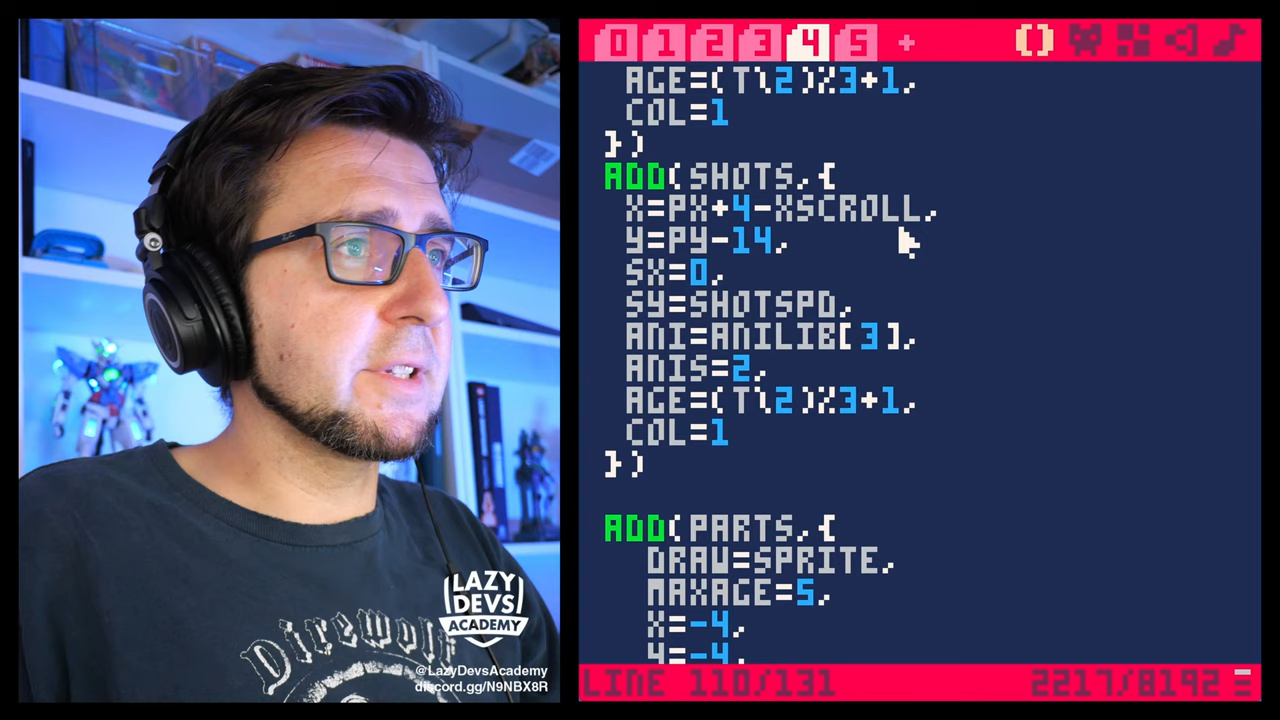 0 1 2 3 4 5 +
AGE=(T\2)%3+1,
COL=1
})
ADD(SHOTS,{
X=PX+4-XSCROLL,
Y=PY-14,
SX=0,
SY=SHOTSPD,
ANI=ANILIB[3],
ANIS=2,
AGE=(T\2)%3+1,
COL=1
})
ADD(PARTS,{
DRAW=SPRITE,
MAXAGE=5,
X=-4,
Y=-4,
LINE 110/131 2217/8192
LAZY
DEVS
ACADEMY
Direwolf
@LazyDevsAcademy
discord.gg/N9NBX8R